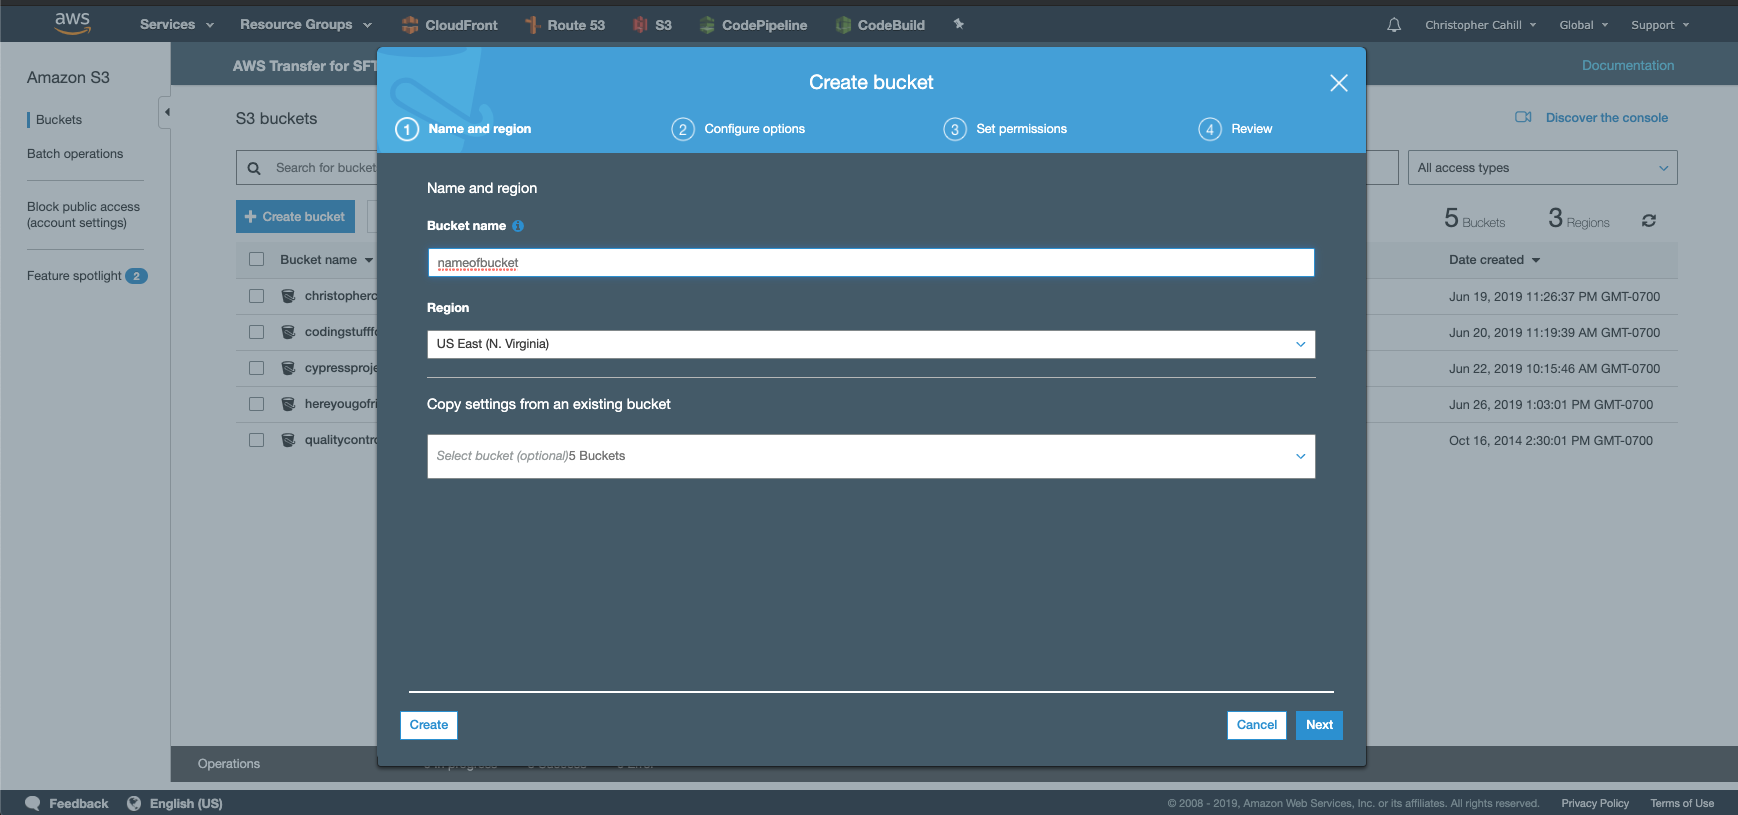 aws
Services
Resource Groups
CloudFront
Route 53
S3
CodePipeline
CodeBuild
Christopher Cahill
Global
Support
Amazon S3
Buckets
Batch operations
Block public access
(account settings)
Feature spotlight 2
AWS Transfer for SFT
Documentation
S3 buckets
Discover the console
Search for bucket
All access types
+ Create bucket
5 Buckets
3 Regions
Bucket name
Date created
christopherc
Jun 19, 2019 11:26:37 PM GMT-0700
codingstufff
Jun 20, 2019 11:19:39 AM GMT-0700
cypressproje
Jun 22, 2019 10:15:46 AM GMT-0700
hereyougofri
Jun 26, 2019 1:03:01 PM GMT-0700
qualitycontro
Oct 16, 2014 2:30:01 PM GMT-0700
Create bucket
1 Name and region
2 Configure options
3 Set permissions
4 Review
Name and region
Bucket name
nameofbucket
Region
US East (N. Virginia)
Copy settings from an existing bucket
Select bucket (optional)5 Buckets
Create
Cancel
Next
Operations
Feedback
English (US)
© 2008 - 2019, Amazon Web Services, Inc. or its affiliates. All rights reserved.
Privacy Policy
Terms of Use